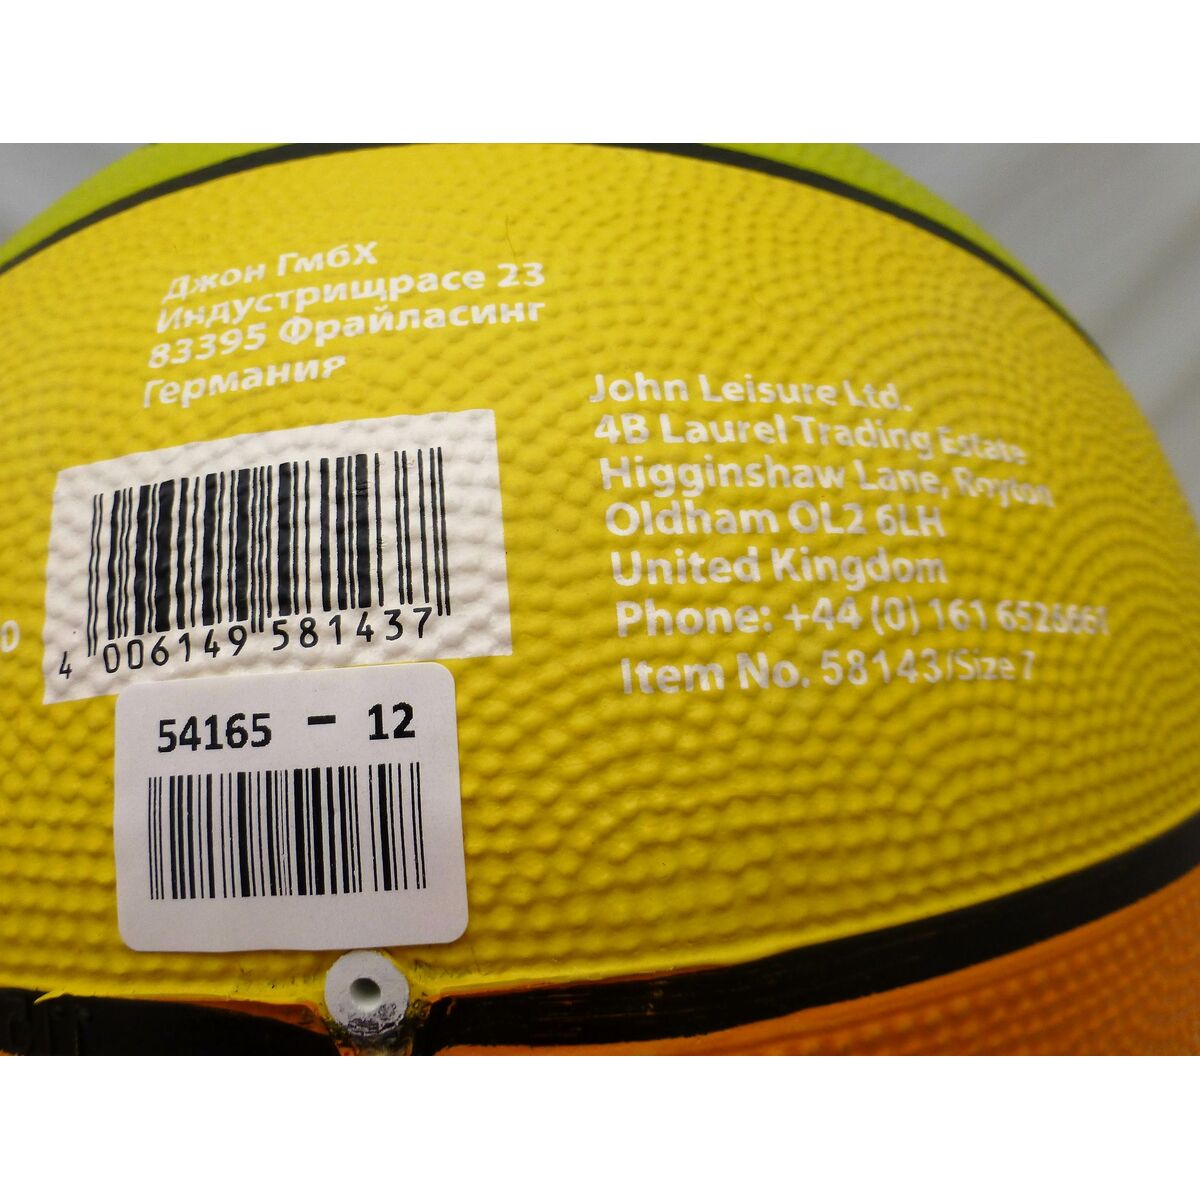 Джон ГмбХ
Индустрищрасе 23
83395 Фрайласинг
Германия
John Leisure Ltd.
4B Laurel Trading Estate
Higginshaw Lane, Royton
Oldham OL2 6LH
United Kingdom
Phone: +44 (0) 161 6526661
Item No. 58143/Size 7
4 006149 581437
54165 - 12